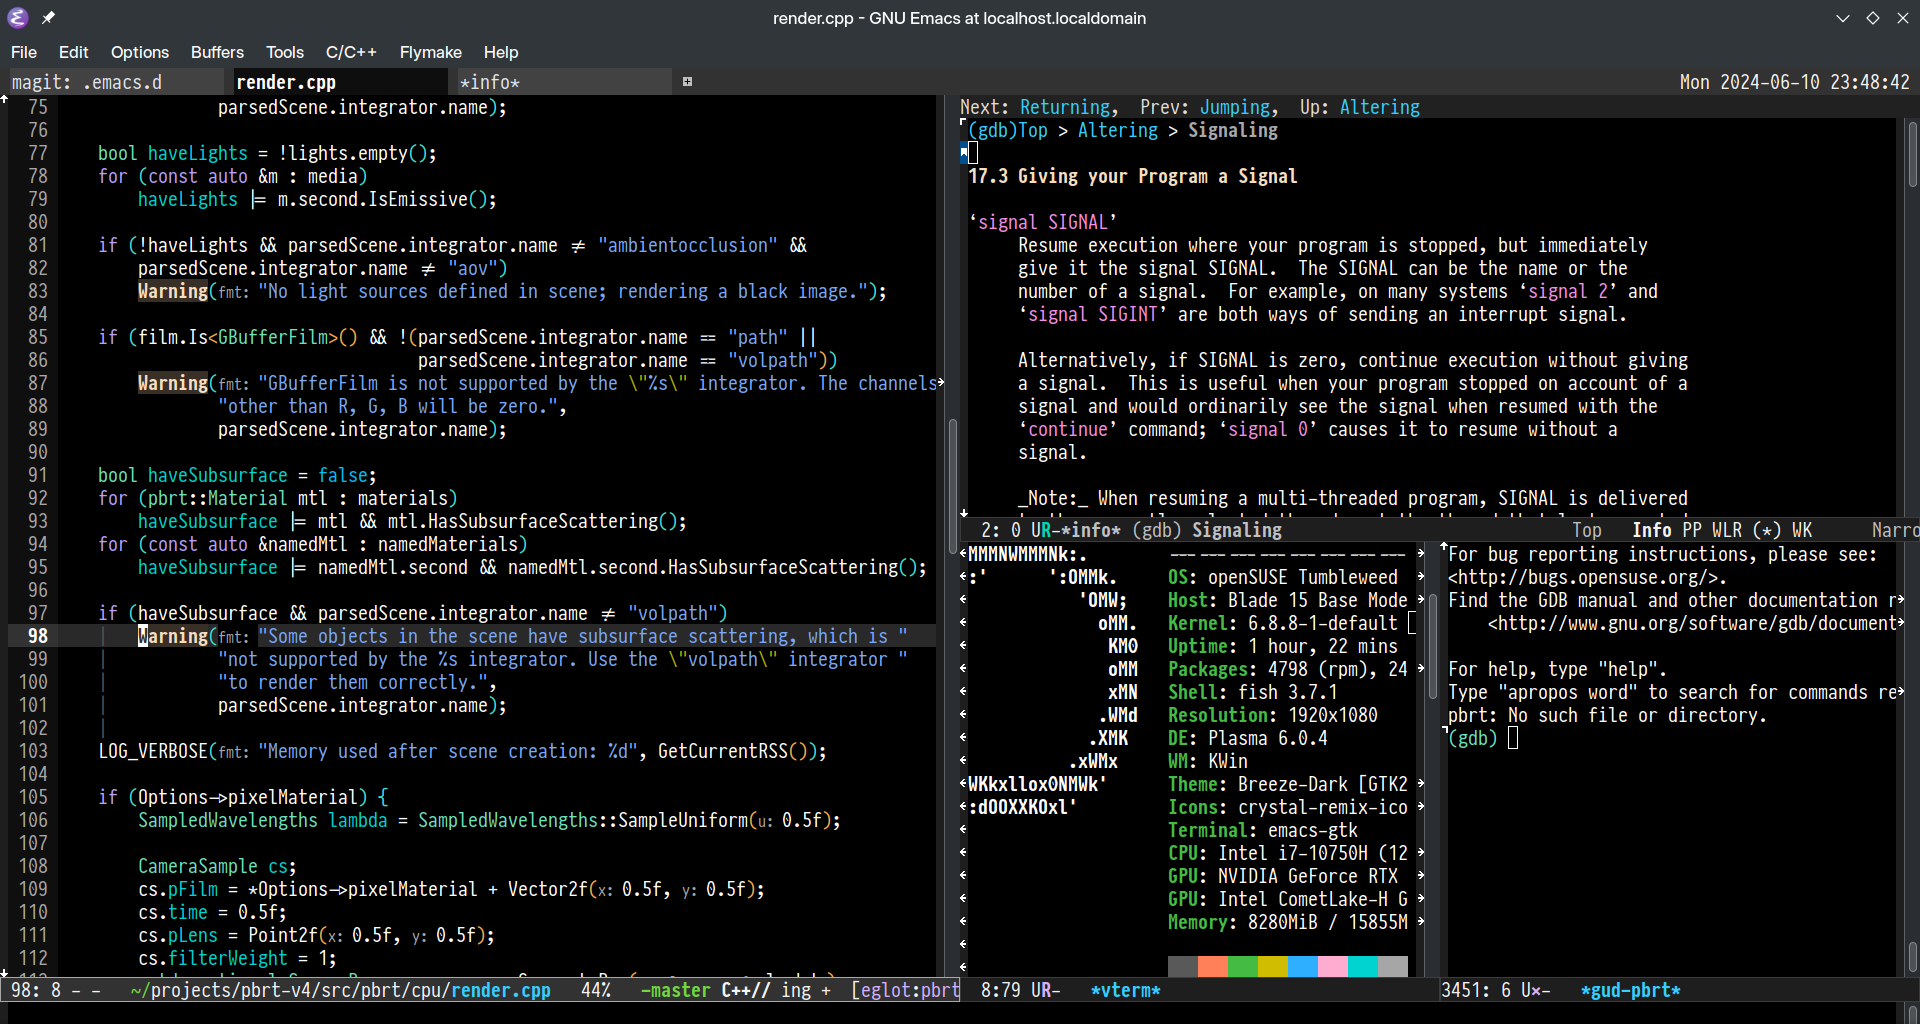 render.cpp - GNU Emacs at localhost.localdomain
File Edit Options Buffers Tools C/C++ Flymake Help
magit: .emacs.d render.cpp *info* Mon 2024-06-10 23:48:42
75 parsedScene.integrator.name);
76
77 bool haveLights = !lights.empty();
78 for (const auto &m : media)
79 haveLights |= m.second.IsEmissive();
80
81 if (!haveLights && parsedScene.integrator.name ≠ "ambientocclusion" &&
82 parsedScene.integrator.name ≠ "aov")
83 Warning(fmt: "No light sources defined in scene; rendering a black image.");
84
85 if (film.Is<GBufferFilm>() && !(parsedScene.integrator.name == "path" ||
86 parsedScene.integrator.name == "volpath"))
87 Warning(fmt: "GBufferFilm is not supported by the \"%s\" integrator. The channels
88 "other than R, G, B will be zero.",
89 parsedScene.integrator.name);
90
91 bool haveSubsurface = false;
92 for (pbrt::Material mtl : materials)
93 haveSubsurface |= mtl && mtl.HasSubsurfaceScattering();
94 for (const auto &namedMtl : namedMaterials)
95 haveSubsurface |= namedMtl.second && namedMtl.second.HasSubsurfaceScattering();
96
97 if (haveSubsurface && parsedScene.integrator.name ≠ "volpath")
98 Warning(fmt: "Some objects in the scene have subsurface scattering, which is "
99 "not supported by the %s integrator. Use the \"volpath\" integrator "
100 "to render them correctly.",
101 parsedScene.integrator.name);
102
103 LOG_VERBOSE(fmt: "Memory used after scene creation: %d", GetCurrentRSS());
104
105 if (Options->pixelMaterial) {
106 SampledWavelengths lambda = SampledWavelengths::SampleUniform(u: 0.5f);
107
108 CameraSample cs;
109 cs.pFilm = *Options->pixelMaterial + Vector2f(x: 0.5f, y: 0.5f);
110 cs.time = 0.5f;
111 cs.pLens = Point2f(x: 0.5f, y: 0.5f);
112 cs.filterWeight = 1;
98: 8 - - ~/projects/pbrt-v4/src/pbrt/cpu/render.cpp 44% -master C++// ing + [eglot:pbrt
Next: Returning, Prev: Jumping, Up: Altering
(gdb)Top > Altering > Signaling
17.3 Giving your Program a Signal
‘signal SIGNAL’
Resume execution where your program is stopped, but immediately
give it the signal SIGNAL. The SIGNAL can be the name or the
number of a signal. For example, on many systems ‘signal 2’ and
‘signal SIGINT’ are both ways of sending an interrupt signal.
Alternatively, if SIGNAL is zero, continue execution without giving
a signal. This is useful when your program stopped on account of a
signal and would ordinarily see the signal when resumed with the
‘continue’ command; ‘signal 0’ causes it to resume without a
signal.
_Note:_ When resuming a multi-threaded program, SIGNAL is delivered
2: 0 UR-*info* (gdb) Signaling Top Info PP WLR (*) WK Narro
MMMNWMMMNk:. --- --- --- --- --- --- --- ---
:' ':OMMk. OS: openSUSE Tumbleweed
'OMW; Host: Blade 15 Base Mode
oMM. Kernel: 6.8.8-1-default
KMO Uptime: 1 hour, 22 mins
oMM Packages: 4798 (rpm), 24
xMN Shell: fish 3.7.1
.WMd Resolution: 1920x1080
.XMK DE: Plasma 6.0.4
.xWMx WM: KWin
WKkxllox0NMWk' Theme: Breeze-Dark [GTK2
:dOOXXKOxl' Icons: crystal-remix-ico
Terminal: emacs-gtk
CPU: Intel i7-10750H (12
GPU: NVIDIA GeForce RTX
GPU: Intel CometLake-H G
Memory: 8280MiB / 15855M
8:79 UR- *vterm*
For bug reporting instructions, please see:
<http://bugs.opensuse.org/>.
Find the GDB manual and other documentation r
<http://www.gnu.org/software/gdb/document
For help, type "help".
Type "apropos word" to search for commands re
pbrt: No such file or directory.
(gdb)
3451: 6 U×- *gud-pbrt*